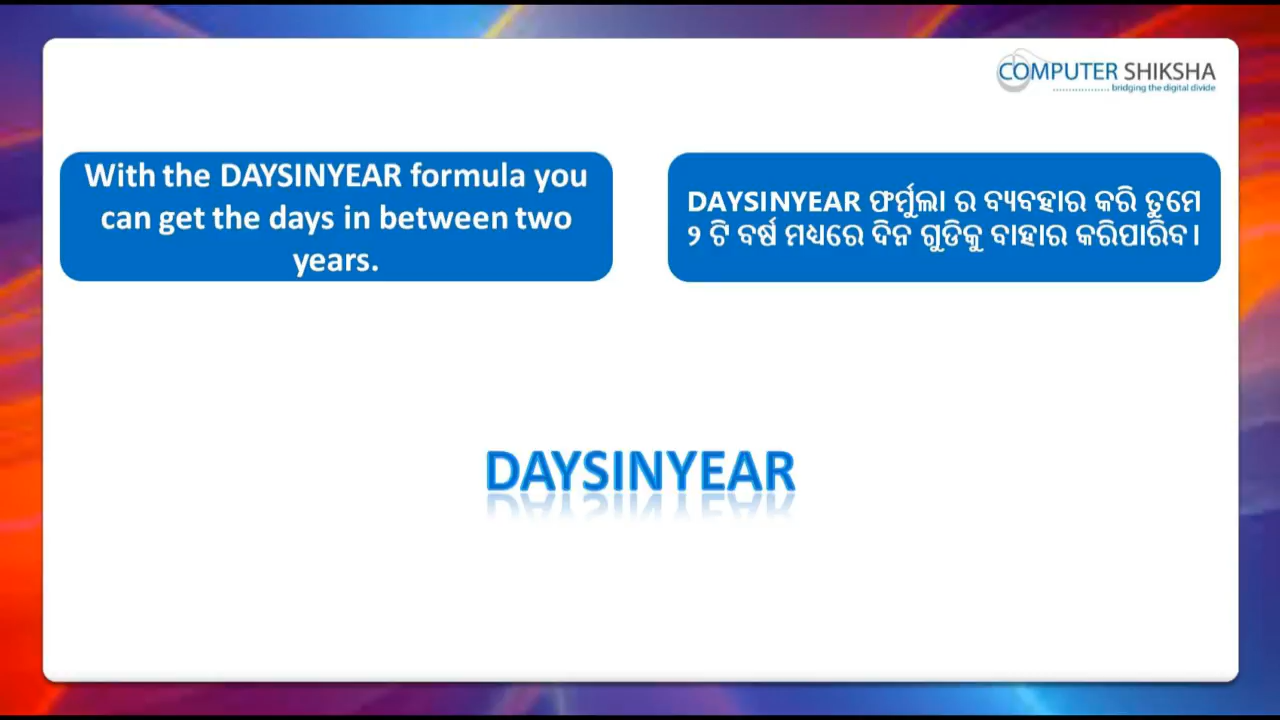 COMPUTER SHIKSHA
bridging the digital divide
With the DAYSINYEAR formula you
can get the days in between two
years.
DAYSINYEAR ଫର୍ମୁଲା ର ବ୍ୟବହାର କରି ତୁମେ
୨ ଟି ବର୍ଷ ମଧ୍ୟରେ ଦିନ ଗୁଡିକୁ ବାହାର କରିପାରିବ।
DAYSINYEAR